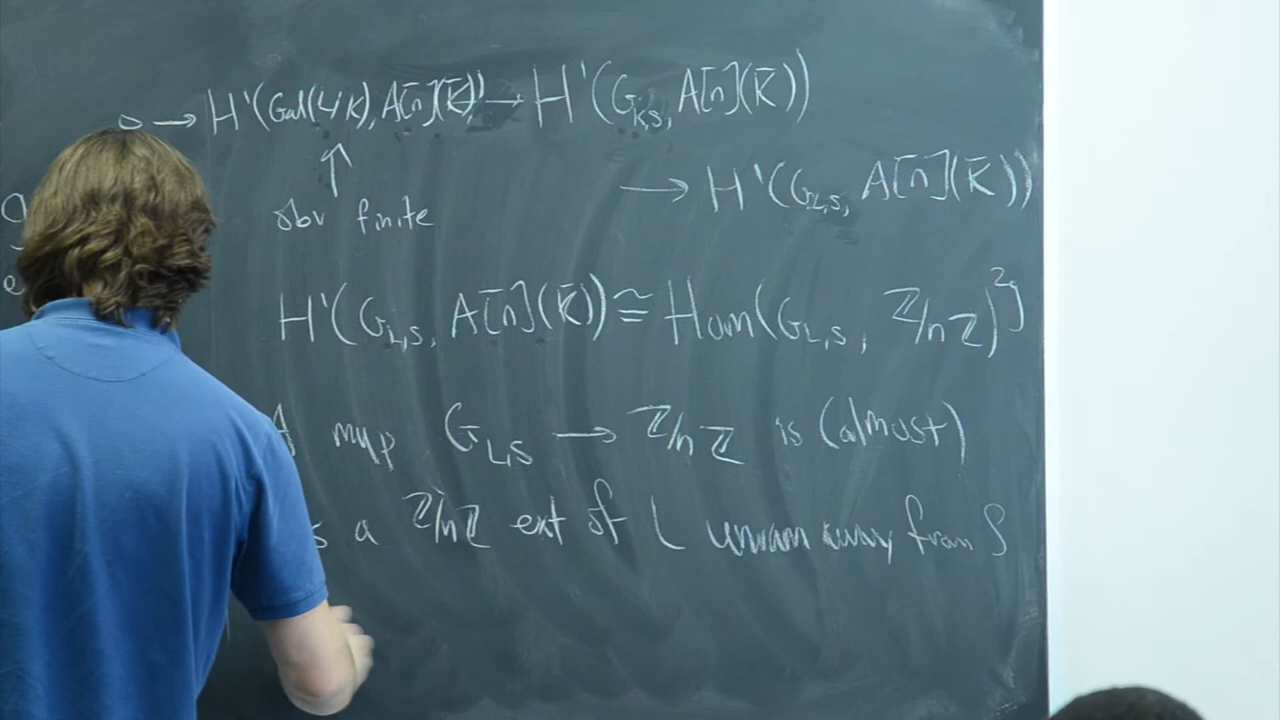 0 → H'(Gal(L/K), A[n](K̄)) → H'(G_{K,S}, A[n](K̄))
→ H'(G_{L,S}, A[n](K̄))
↑
obv finite
H'(G_{L,S}, A[n](K̄)) ≅ Hom(G_{L,S}, ℤ/nℤ)^{2g}
A map G_{L,S} → ℤ/nℤ is (almost)
s a ℤ/nℤ ext of L unram away from S